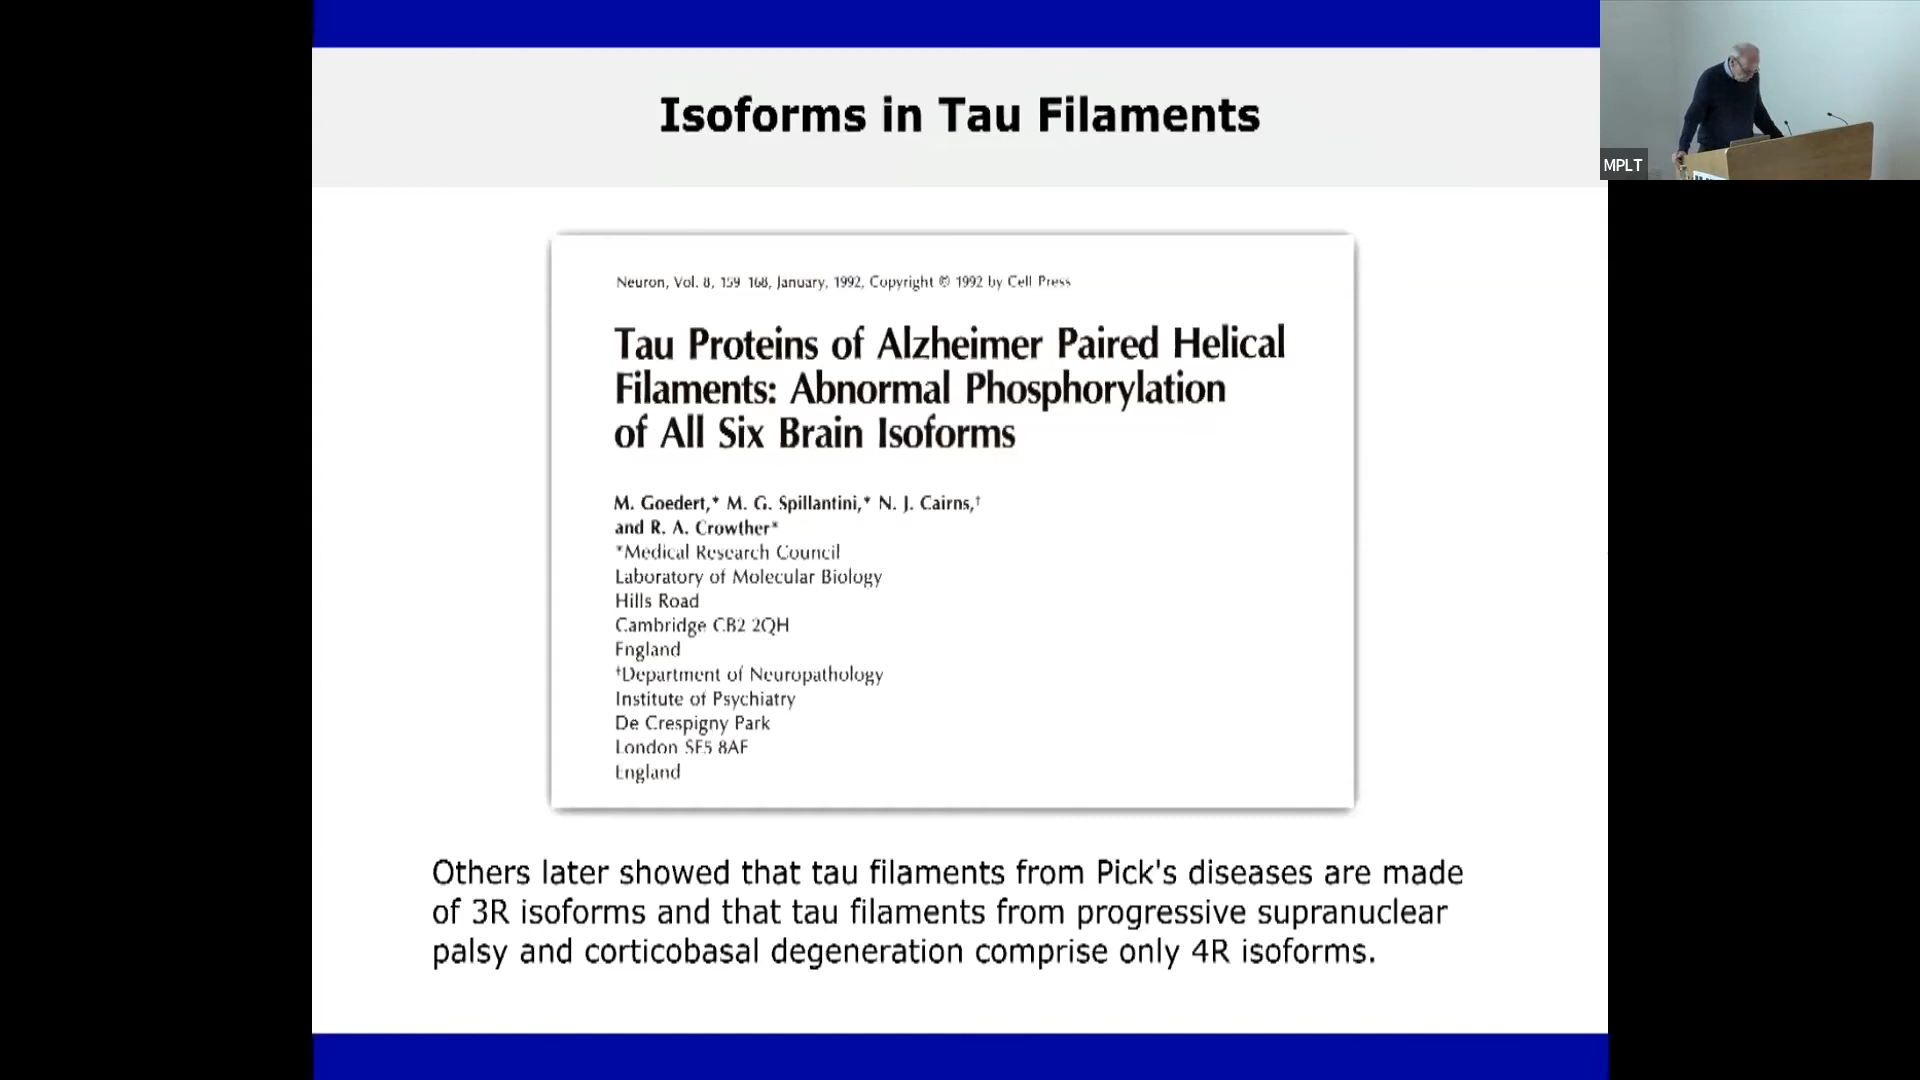 Isoforms in Tau Filaments
MPLT
Neuron, Vol. 8, 159-168, January, 1992, Copyright © 1992 by Cell Press
Tau Proteins of Alzheimer Paired Helical
Filaments: Abnormal Phosphorylation
of All Six Brain Isoforms
M. Goedert,* M. G. Spillantini,* N. J. Cairns,†
and R. A. Crowther*
*Medical Research Council
Laboratory of Molecular Biology
Hills Road
Cambridge CB2 2QH
England
†Department of Neuropathology
Institute of Psychiatry
De Crespigny Park
London SE5 8AF
England
Others later showed that tau filaments from Pick's diseases are made
of 3R isoforms and that tau filaments from progressive supranuclear
palsy and corticobasal degeneration comprise only 4R isoforms.